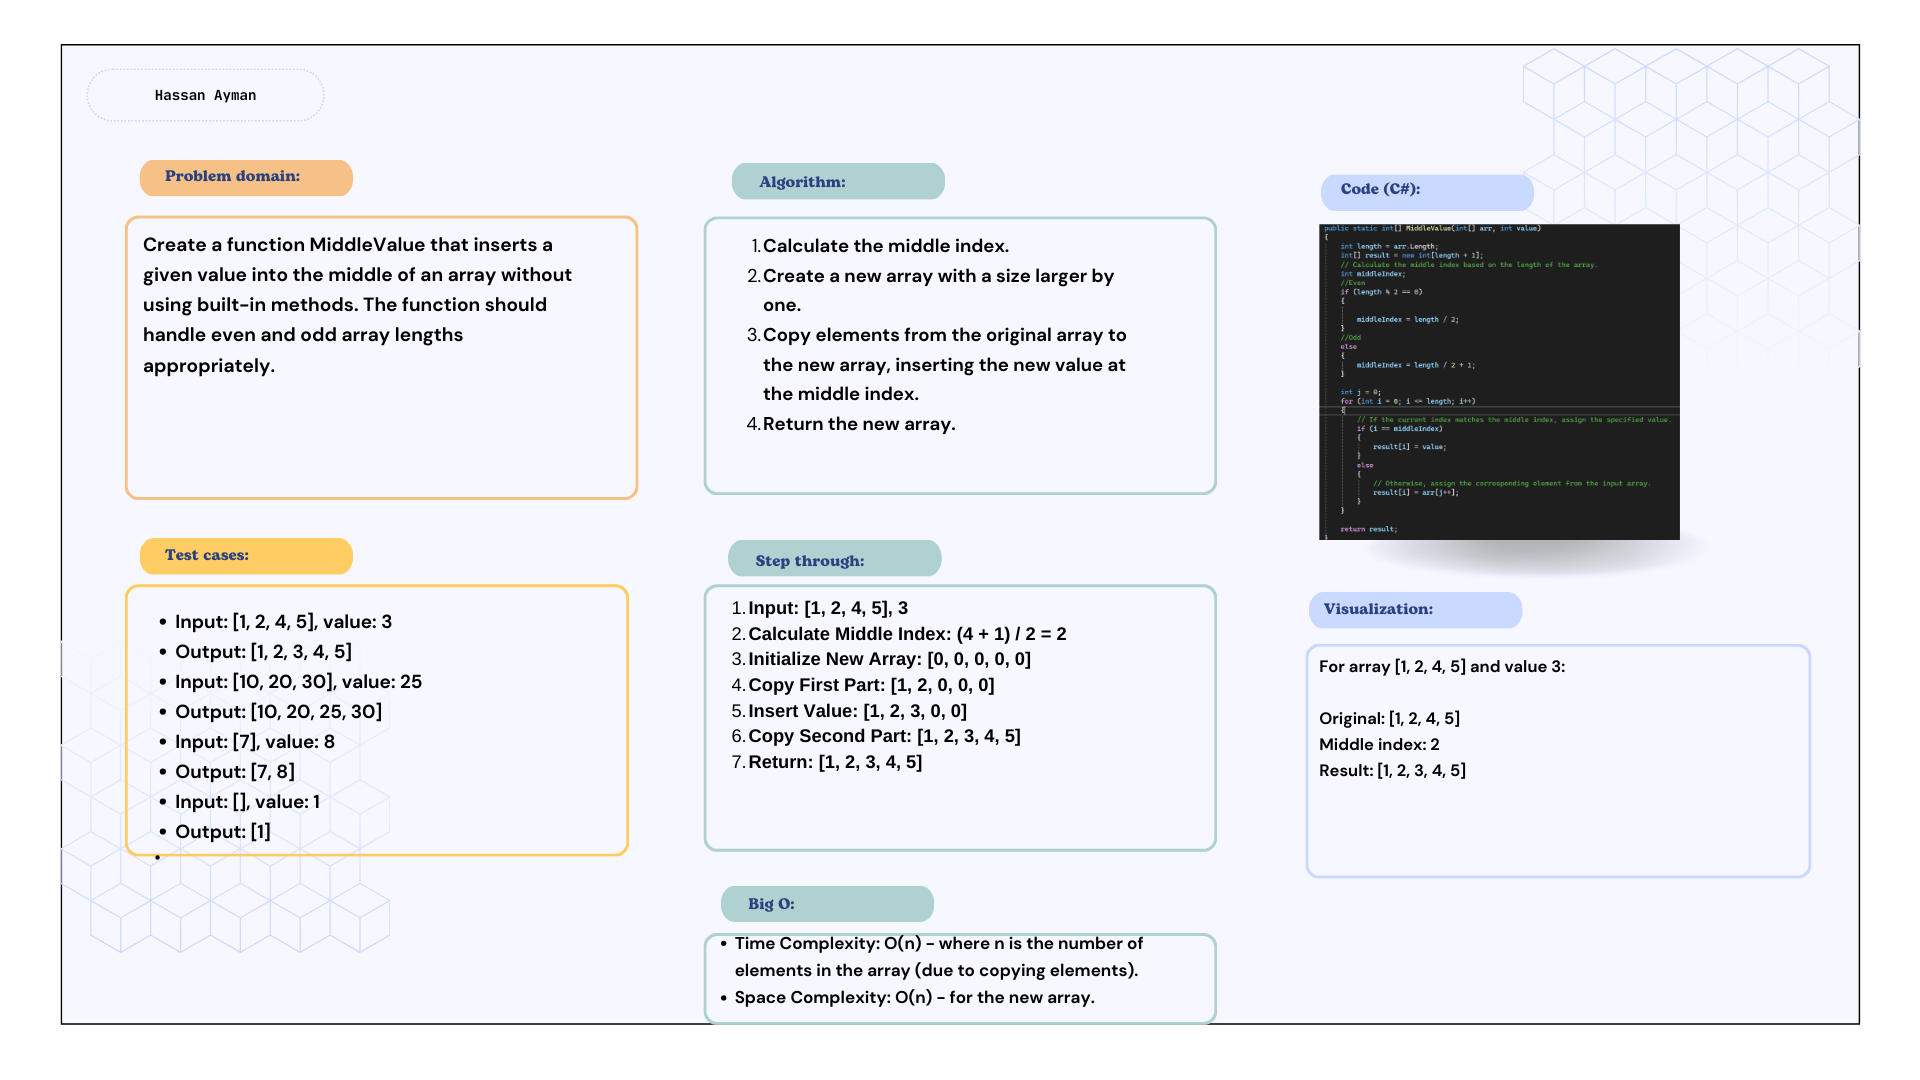 Hassan Ayman
Problem domain:
Create a function MiddleValue that inserts a
given value into the middle of an array without
using built-in methods. The function should
handle even and odd array lengths
appropriately.
Test cases:
• Input: [1, 2, 4, 5], value: 3
• Output: [1, 2, 3, 4, 5]
• Input: [10, 20, 30], value: 25
• Output: [10, 20, 25, 30]
• Input: [7], value: 8
• Output: [7, 8]
• Input: [], value: 1
• Output: [1]
•
Algorithm:
1. Calculate the middle index.
2. Create a new array with a size larger by
one.
3. Copy elements from the original array to
the new array, inserting the new value at
the middle index.
4. Return the new array.
Step through:
1. Input: [1, 2, 4, 5], 3
2. Calculate Middle Index: (4 + 1) / 2 = 2
3. Initialize New Array: [0, 0, 0, 0, 0]
4. Copy First Part: [1, 2, 0, 0, 0]
5. Insert Value: [1, 2, 3, 0, 0]
6. Copy Second Part: [1, 2, 3, 4, 5]
7. Return: [1, 2, 3, 4, 5]
Big O:
• Time Complexity: O(n) - where n is the number of
elements in the array (due to copying elements).
• Space Complexity: O(n) - for the new array.
Code (C#):
public static int[] MiddleValue(int[] arr, int value)
{
int length = arr.Length;
int[] result = new int[length + 1];
// Calculate the middle index based on the length of the array.
int middleIndex;
//Even
if (length % 2 == 0)
{
middleIndex = length / 2;
}
//Odd
else
{
middleIndex = length / 2 + 1;
}
int j = 0;
for (int i = 0; i <= length; i++)
{
// If the current index matches the middle index, assign the specified value.
if (i == middleIndex)
{
result[i] = value;
}
else
{
// Otherwise, assign the corresponding element from the input array.
result[i] = arr[j++];
}
}
return result;
}
Visualization:
For array [1, 2, 4, 5] and value 3:
Original: [1, 2, 4, 5]
Middle index: 2
Result: [1, 2, 3, 4, 5]